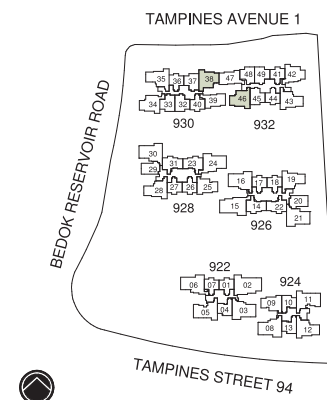 TAMPINES AVENUE 1
BEDOK RESERVOIR ROAD
35 36 37 38 47 48 49 41 42
34 33 32 40 39 46 45 44 43
930 932
30 31 23 24
29
28 27 26 25
928
16 17 18 19
15 14 22 20
21
926
922
06 07 01 02
05 04 03
924
09 10 11
08 13 12
TAMPINES STREET 94